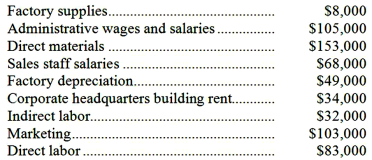 Factory supplies.................................................. $8,000
Administrative wages and salaries ................. $105,000
Direct materials .................................................. $153,000
Sales staff salaries .............................................. $68,000
Factory depreciation........................................... $49,000
Corporate headquarters building rent............. $34,000
Indirect labor....................................................... $32,000
Marketing............................................................ $103,000
Direct labor ......................................................... $83,000